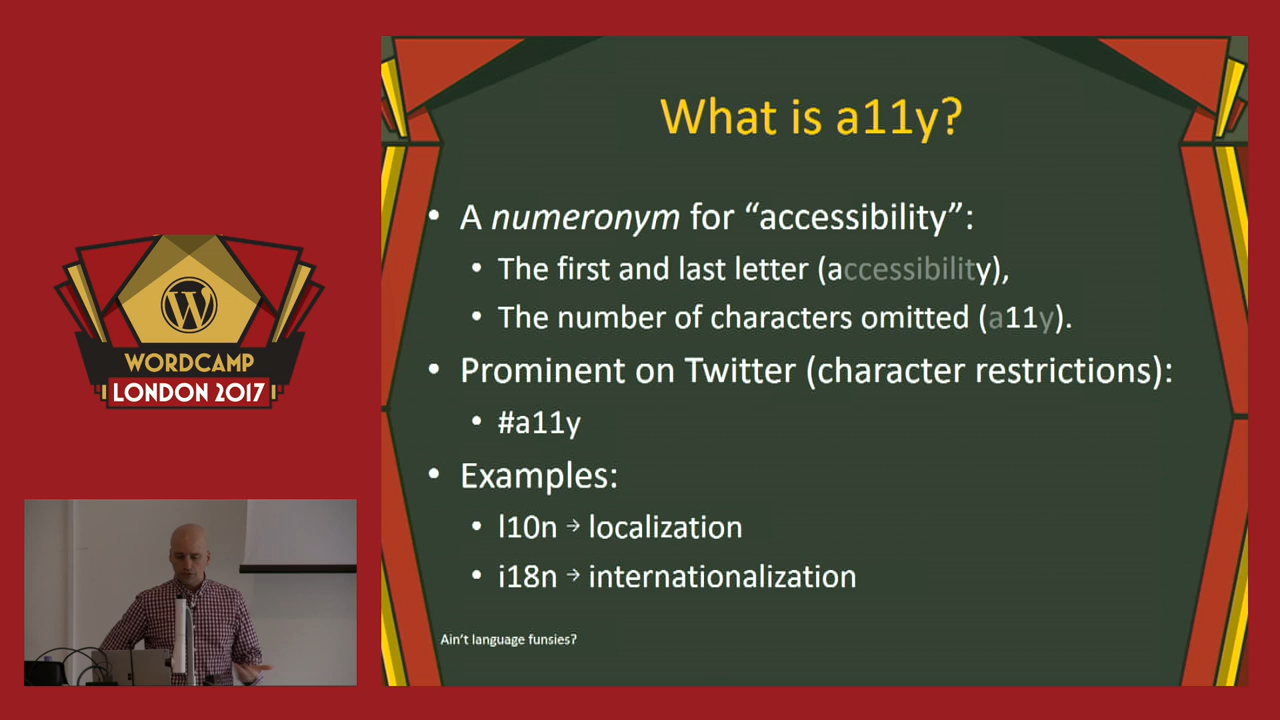 What is a11y?
• A numeronym for “accessibility”:
• The first and last letter (accessibility),
• The number of characters omitted (a11y).
• Prominent on Twitter (character restrictions):
• #a11y
• Examples:
• l10n → localization
• i18n → internationalization
Ain’t language funsies?
WORDCAMP
LONDON 2017